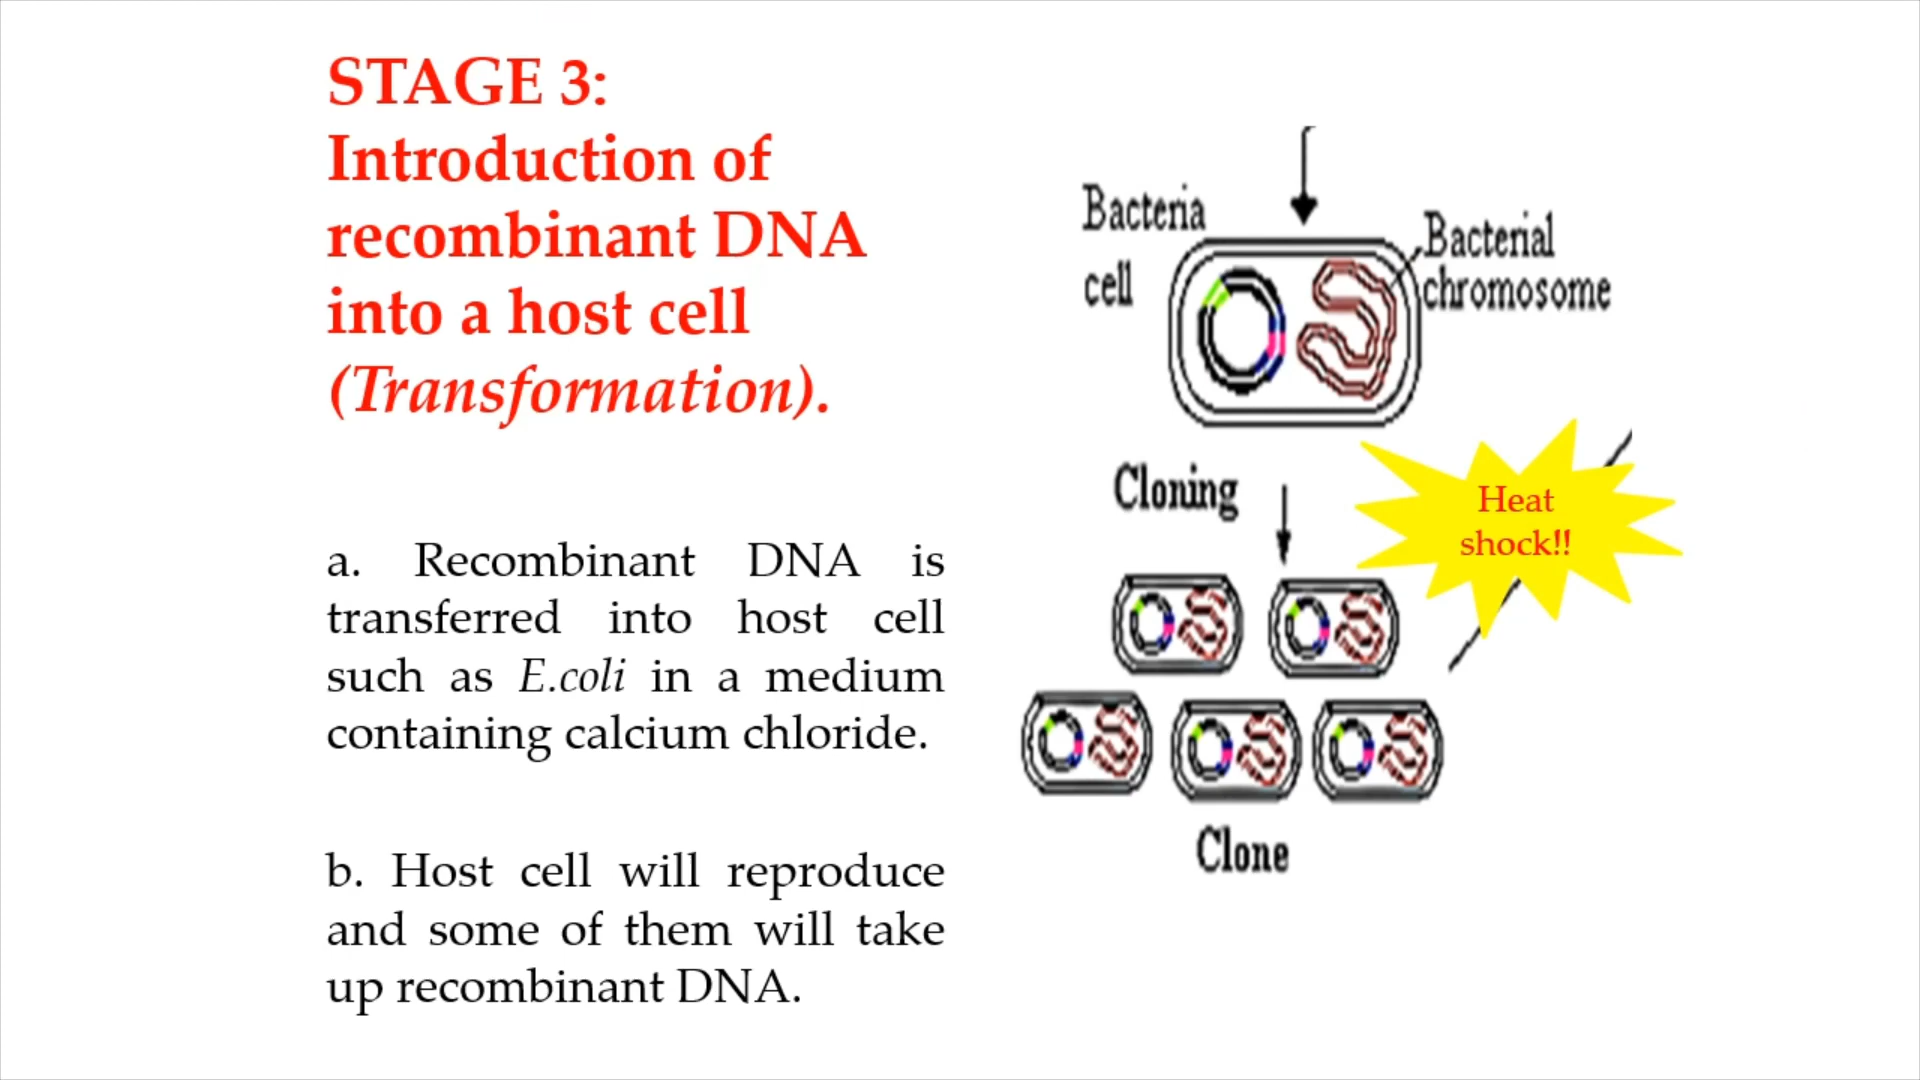 STAGE 3:
Introduction of
recombinant DNA
into a host cell
(Transformation).
a. Recombinant DNA is
transferred into host cell
such as E.coli in a medium
containing calcium chloride.
b. Host cell will reproduce
and some of them will take
up recombinant DNA.
Bacteria
cell
Bacterial
chromosome
Cloning
Heat
shock!!
Clone